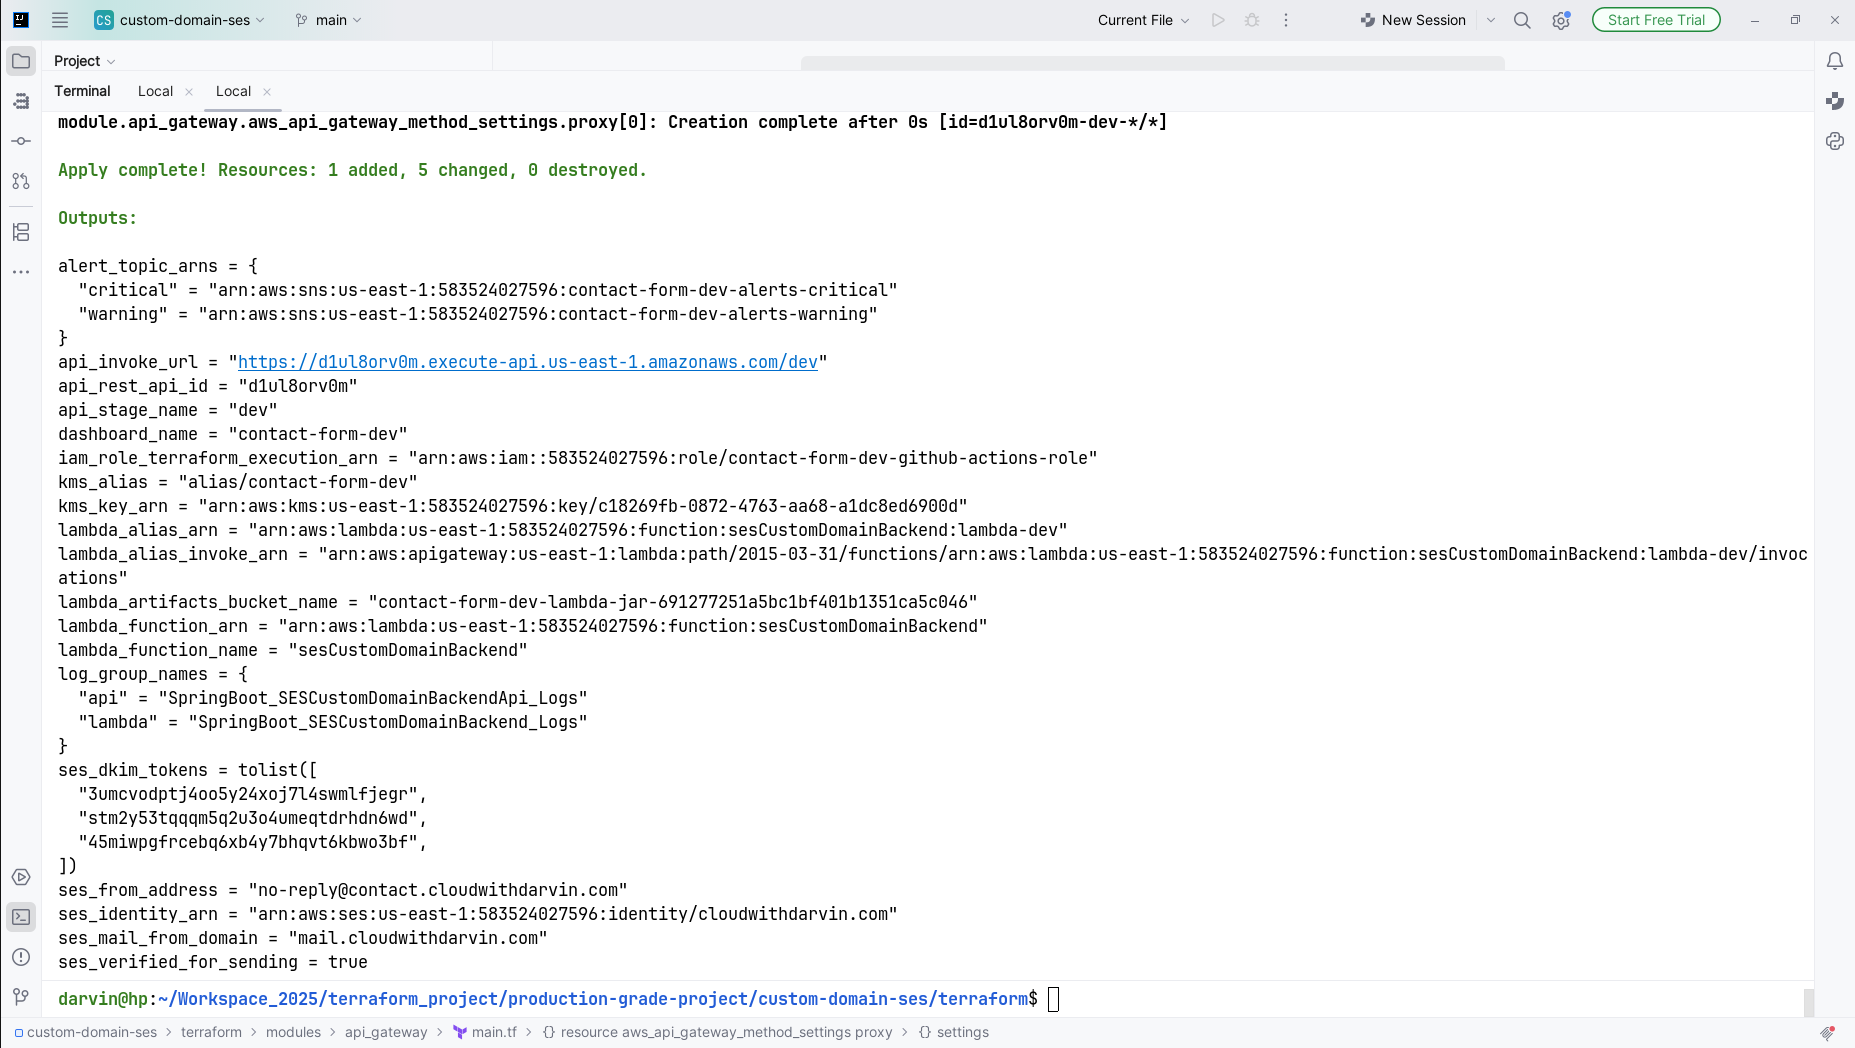 CS custom-domain-ses main Current File New Session Start Free Trial
Project
Terminal Local Local
module.api_gateway.aws_api_gateway_method_settings.proxy[0]: Creation complete after 0s [id=d1ul8orv0m-dev-*/*]
Apply complete! Resources: 1 added, 5 changed, 0 destroyed.
Outputs:
alert_topic_arns = {
  "critical" = "arn:aws:sns:us-east-1:583524027596:contact-form-dev-alerts-critical"
  "warning" = "arn:aws:sns:us-east-1:583524027596:contact-form-dev-alerts-warning"
}
api_invoke_url = "https://d1ul8orv0m.execute-api.us-east-1.amazonaws.com/dev"
api_rest_api_id = "d1ul8orv0m"
api_stage_name = "dev"
dashboard_name = "contact-form-dev"
iam_role_terraform_execution_arn = "arn:aws:iam::583524027596:role/contact-form-dev-github-actions-role"
kms_alias = "alias/contact-form-dev"
kms_key_arn = "arn:aws:kms:us-east-1:583524027596:key/c18269fb-0872-4763-aa68-a1dc8ed6900d"
lambda_alias_arn = "arn:aws:lambda:us-east-1:583524027596:function:sesCustomDomainBackend:lambda-dev"
lambda_alias_invoke_arn = "arn:aws:apigateway:us-east-1:lambda:path/2015-03-31/functions/arn:aws:lambda:us-east-1:583524027596:function:sesCustomDomainBackend:lambda-dev/invoc
ations"
lambda_artifacts_bucket_name = "contact-form-dev-lambda-jar-691277251a5bc1bf401b1351ca5c046"
lambda_function_arn = "arn:aws:lambda:us-east-1:583524027596:function:sesCustomDomainBackend"
lambda_function_name = "sesCustomDomainBackend"
log_group_names = {
  "api" = "SpringBoot_SESCustomDomainBackendApi_Logs"
  "lambda" = "SpringBoot_SESCustomDomainBackend_Logs"
}
ses_dkim_tokens = tolist([
  "3umcvodptj4oo5y24xoj7l4swmlfjegr",
  "stm2y53tqqqm5q2u3o4umeqtdrhdn6wd",
  "45miwpgfrcebq6xb4y7bhqvt6kbwo3bf",
])
ses_from_address = "no-reply@contact.cloudwithdarvin.com"
ses_identity_arn = "arn:aws:ses:us-east-1:583524027596:identity/cloudwithdarvin.com"
ses_mail_from_domain = "mail.cloudwithdarvin.com"
ses_verified_for_sending = true
darvin@hp:~/Workspace_2025/terraform_project/production-grade-project/custom-domain-ses/terraform$
custom-domain-ses > terraform > modules > api_gateway > main.tf > {} resource aws_api_gateway_method_settings proxy > {} settings